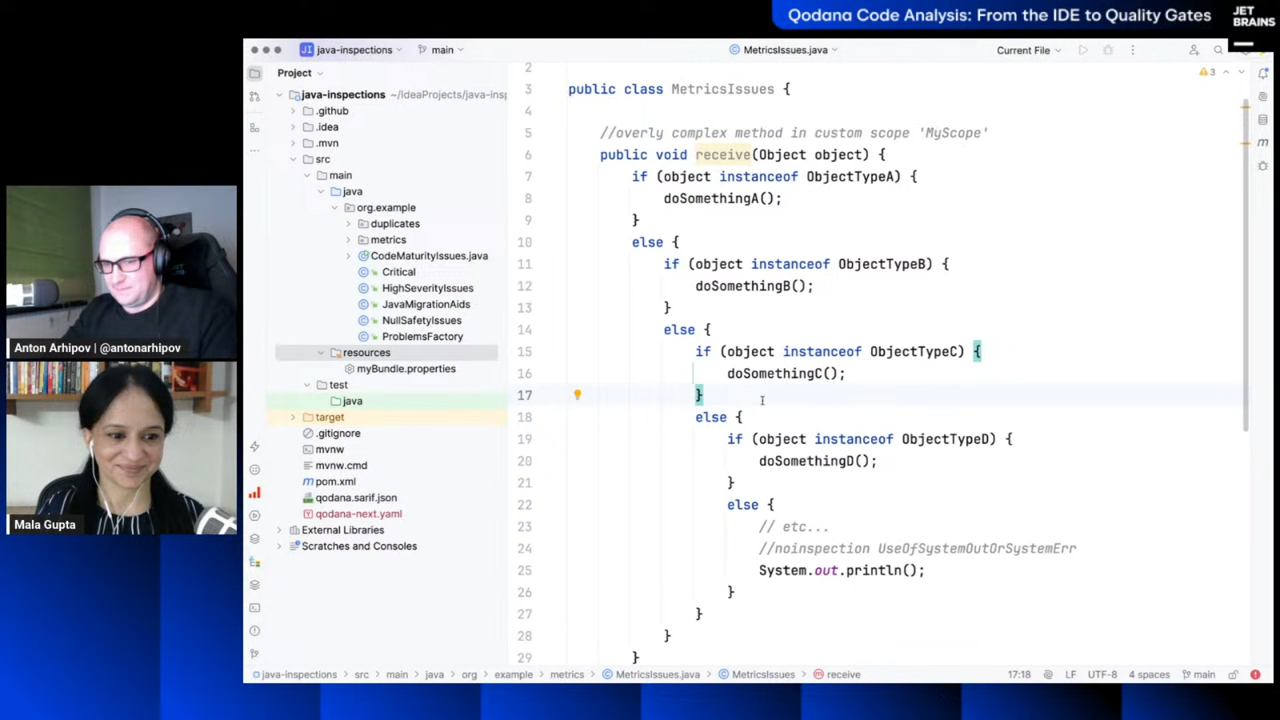 Qodana Code Analysis: From the IDE to Quality Gates
JET
BRAINS
JI java-inspections main
MetricsIssues.java
Current File
Project
java-inspections ~/IdeaProjects/java-insp
.github
.idea
.mvn
src
main
java
org.example
duplicates
metrics
CodeMaturityIssues.java
Critical
HighSeverityIssues
JavaMigrationAids
NullSafetyIssues
ProblemsFactory
resources
myBundle.properties
test
java
target
.gitignore
mvnw
mvnw.cmd
pom.xml
qodana.sarif.json
qodana-next.yaml
External Libraries
Scratches and Consoles
3
2
3 public class MetricsIssues {
4
5 //overly complex method in custom scope 'MyScope'
6 public void receive(Object object) {
7 if (object instanceof ObjectTypeA) {
8 doSomethingA();
9 }
10 else {
11 if (object instanceof ObjectTypeB) {
12 doSomethingB();
13 }
14 else {
15 if (object instanceof ObjectTypeC) {
16 doSomethingC();
17 }
18 else {
19 if (object instanceof ObjectTypeD) {
20 doSomethingD();
21 }
22 else {
23 // etc...
24 //noinspection UseOfSystemOutOrSystemErr
25 System.out.println();
26 }
27 }
28 }
29 }
java-inspections > src > main > java > org > example > metrics > MetricsIssues.java > MetricsIssues > receive
17:18 LF UTF-8 4 spaces main
Anton Arhipov | @antonarhipov
Mala Gupta